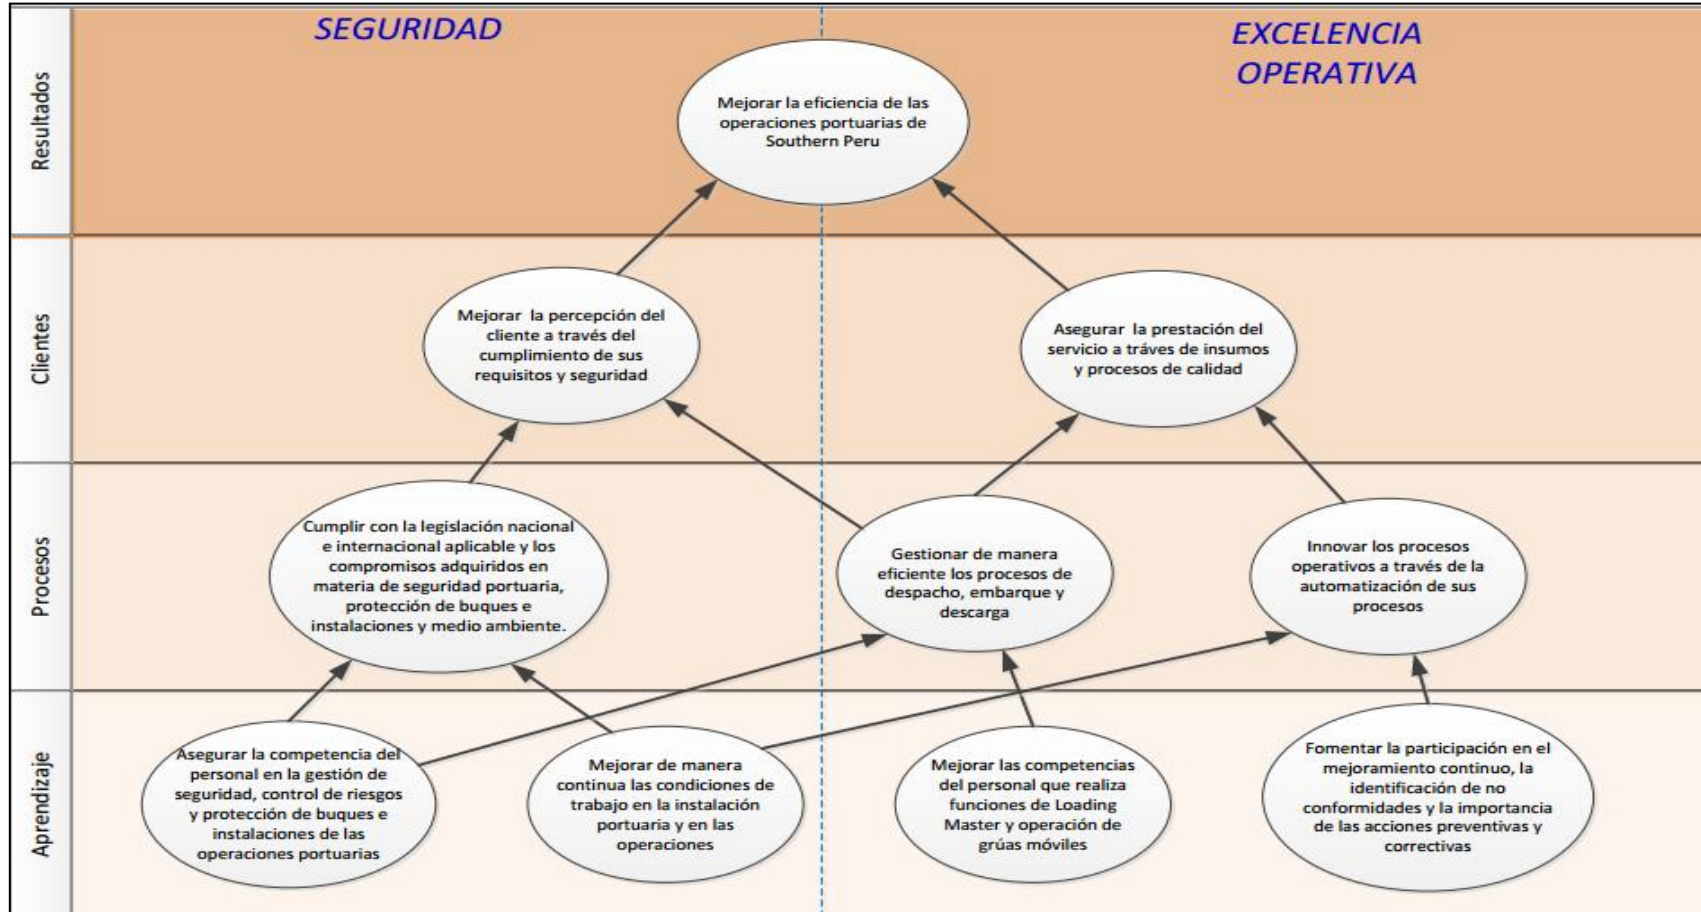 SEGURIDAD
EXCELENCIA
OPERATIVA
Resultados
Mejorar la eficiencia de las
operaciones portuarias de
Southern Peru
Clientes
Mejorar la percepción del
cliente a través del
cumplimiento de sus
requisitos y seguridad
Asegurar la prestación del
servicio a tráves de insumos
y procesos de calidad
Procesos
Cumplir con la legislación nacional
e internacional aplicable y los
compromisos adquiridos en
materia de seguridad portuaria,
protección de buques e
instalaciones y medio ambiente.
Gestionar de manera
eficiente los procesos de
despacho, embarque y
descarga
Innovar los procesos
operativos a través de la
automatización de sus
procesos
Aprendizaje
Asegurar la competencia del
personal en la gestión de
seguridad, control de riesgos
y protección de buques e
instalaciones de las
operaciones portuarias
Mejorar de manera
continua las condiciones de
trabajo en la instalación
portuaria y en las
operaciones
Mejorar las competencias
del personal que realiza
funciones de Loading
Master y operación de
grúas móviles
Fomentar la participación en el
mejoramiento continuo, la
identificación de no
conformidades y la importancia
de las acciones preventivas y
correctivas